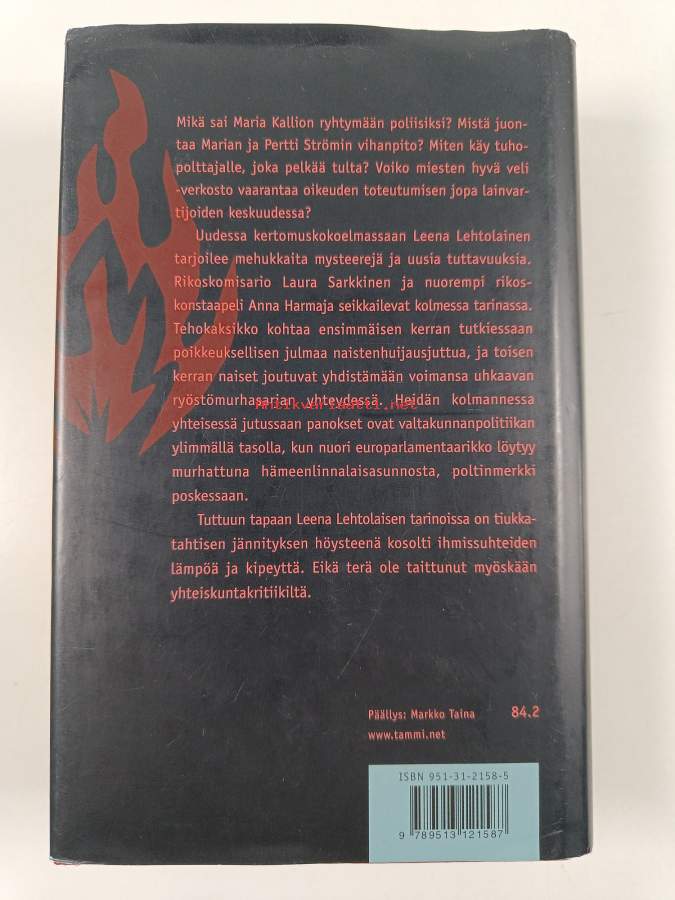 Mikä sai Maria Kallion ryhtymään poliisiksi? Mistä juon-
taa Marian ja Pertti Strömin vihanpito? Miten käy tuho-
polttajalle, joka pelkää tulta? Voiko miesten hyvä veli
-verkosto vaarantaa oikeuden toteutumisen jopa lainvar-
tijoiden keskuudessa?
Uudessa kertomuskokoelmassaan Leena Lehtolainen
tarjoilee mehukkaita mysteerejä ja uusia tuttavuuksia.
Rikoskomisario Laura Sarkkinen ja nuorempi rikos-
konstaapeli Anna Harmaja seikkailevat kolmessa tarinassa.
Tehokaksikko kohtaa ensimmäisen kerran tutkiessaan
poikkeuksellisen julmaa naistenhuijausjuttua, ja toisen
kerran naiset joutuvat yhdistämään voimansa uhkaavan
ryöstömurhasarjan yhteydessä. Heidän kolmannessa
Antikvariaatti.net
yhteisessä jutussaan panokset ovat valtakunnanpolitiikan
ylimmällä tasolla, kun nuori europarlamentaarikko löytyy
murhattuna hämeenlinnalaisasunnosta, poltinmerkki
poskessaan.
Tuttuun tapaan Leena Lehtolaisen tarinoissa on tiukka-
tahtisen jännityksen höysteenä kosolti ihmissuhteiden
lämpöä ja kipeyttä. Eikä terä ole taittunut myöskään
yhteiskuntakritiikiltä.
Päällys: Markko Taina 84.2
www.tammi.net
ISBN 951-31-2158-5
9 789513 121587